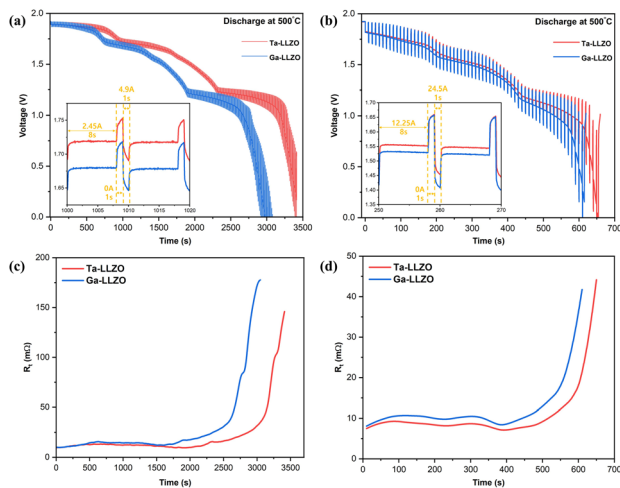 (a)
Discharge at 500°C
Ta-LLZO
Ga-LLZO
Voltage (V)
2.0
1.5
1.0
0.5
0.0
4.9A
1s
2.45A
8s
0A
1s
1.75
1.70
1.65
1000 1005 1010 1015 1020
0 500 1000 1500 2000 2500 3000 3500
Time (s)
(b)
Discharge at 500°C
Ta-LLZO
Ga-LLZO
Voltage (V)
2.0
1.5
1.0
0.5
0.0
24.5A
1s
12.25A
8s
0A
1s
1.70
1.65
1.60
1.55
1.50
1.45
1.40
1.35
250 260 270
0 100 200 300 400 500 600 700
Time (s)
(c)
Ta-LLZO
Ga-LLZO
Rt (mΩ)
200
150
100
50
0
0 500 1000 1500 2000 2500 3000 3500
Time (s)
(d)
Ta-LLZO
Ga-LLZO
Rt (mΩ)
50
40
30
20
10
0
0 100 200 300 400 500 600 700
Time (s)